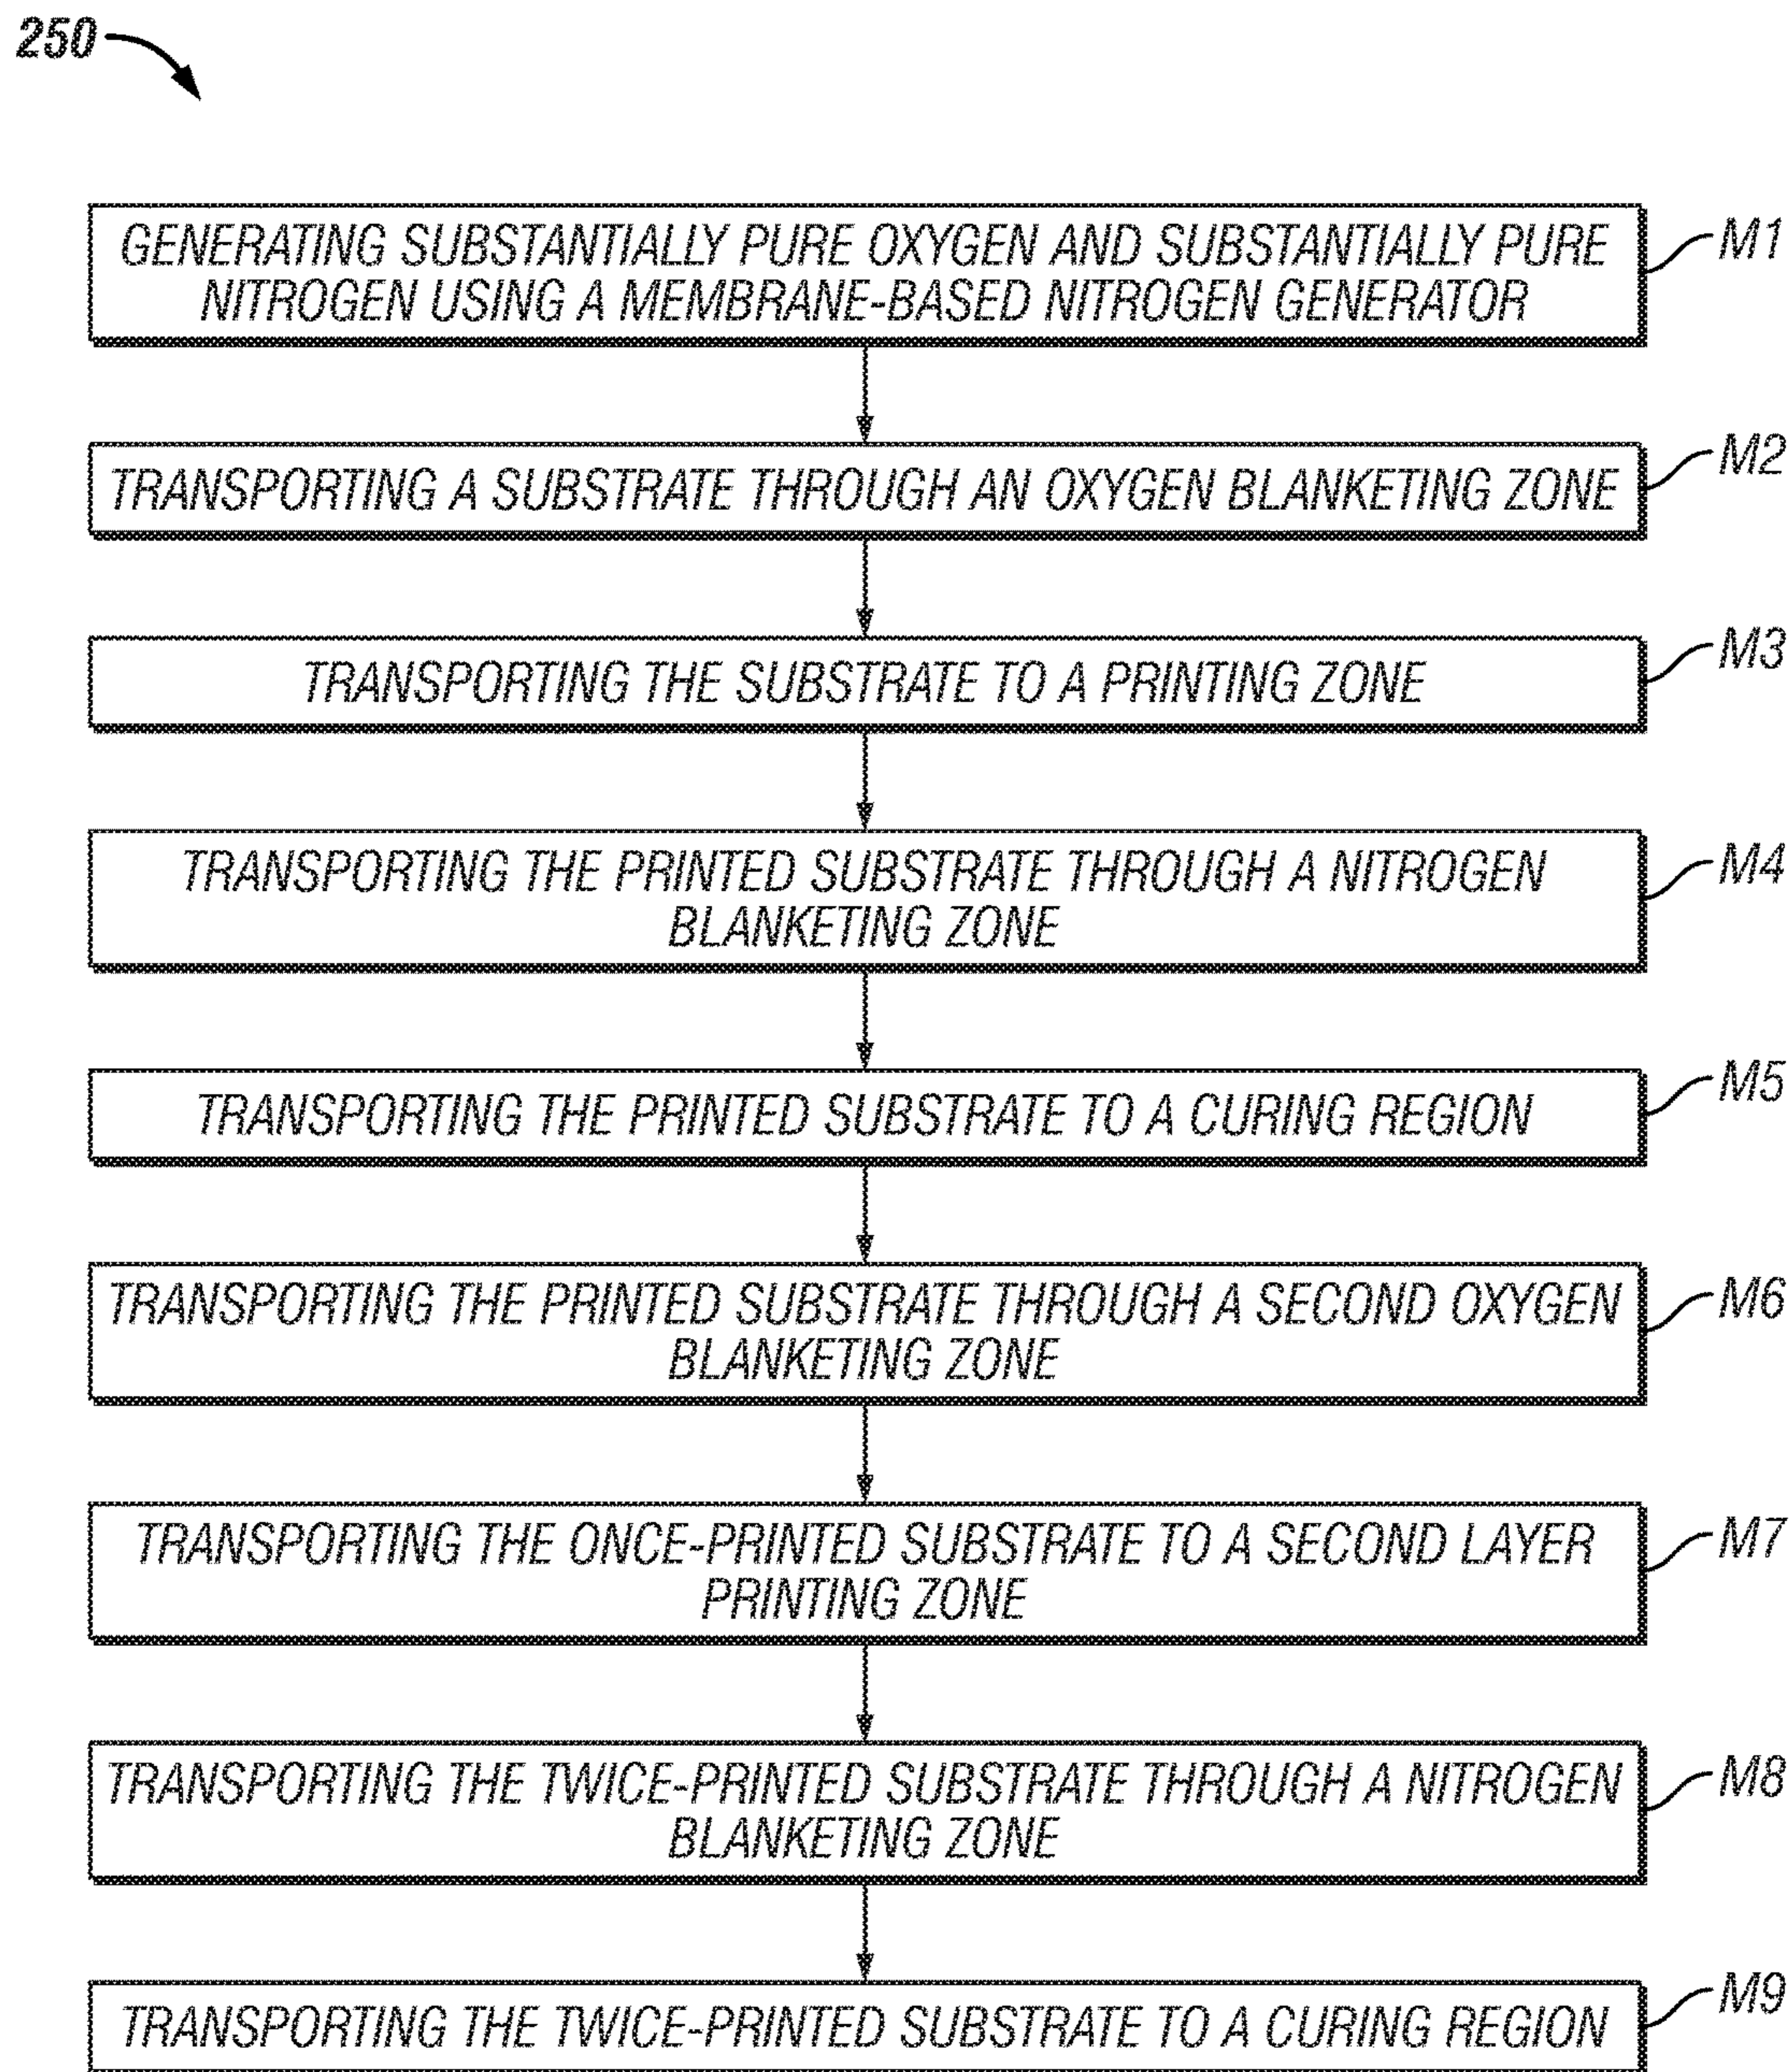 250
GENERATING SUBSTANTIALLY PURE OXYGEN AND SUBSTANTIALLY PURE
NITROGEN USING A MEMBRANE-BASED NITROGEN GENERATOR
M1
TRANSPORTING A SUBSTRATE THROUGH AN OXYGEN BLANKETING ZONE
M2
TRANSPORTING THE SUBSTRATE TO A PRINTING ZONE
M3
TRANSPORTING THE PRINTED SUBSTRATE THROUGH A NITROGEN
BLANKETING ZONE
M4
TRANSPORTING THE PRINTED SUBSTRATE TO A CURING REGION
M5
TRANSPORTING THE PRINTED SUBSTRATE THROUGH A SECOND OXYGEN
BLANKETING ZONE
M6
TRANSPORTING THE ONCE-PRINTED SUBSTRATE TO A SECOND LAYER
PRINTING ZONE
M7
TRANSPORTING THE TWICE-PRINTED SUBSTRATE THROUGH A NITROGEN
BLANKETING ZONE
M8
TRANSPORTING THE TWICE-PRINTED SUBSTRATE TO A CURING REGION
M9